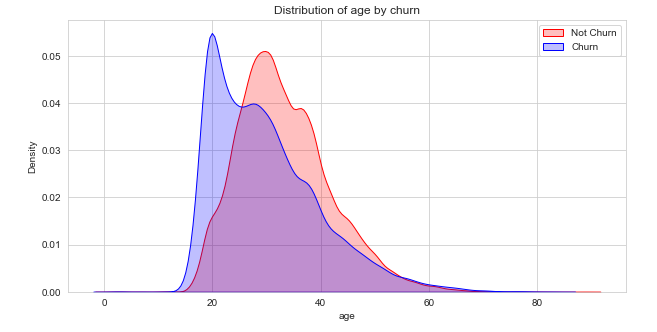 Distribution of age by churn
Not Churn
Churn
Density
0.05
0.04
0.03
0.02
0.01
0.00
0
20
40
60
80
age